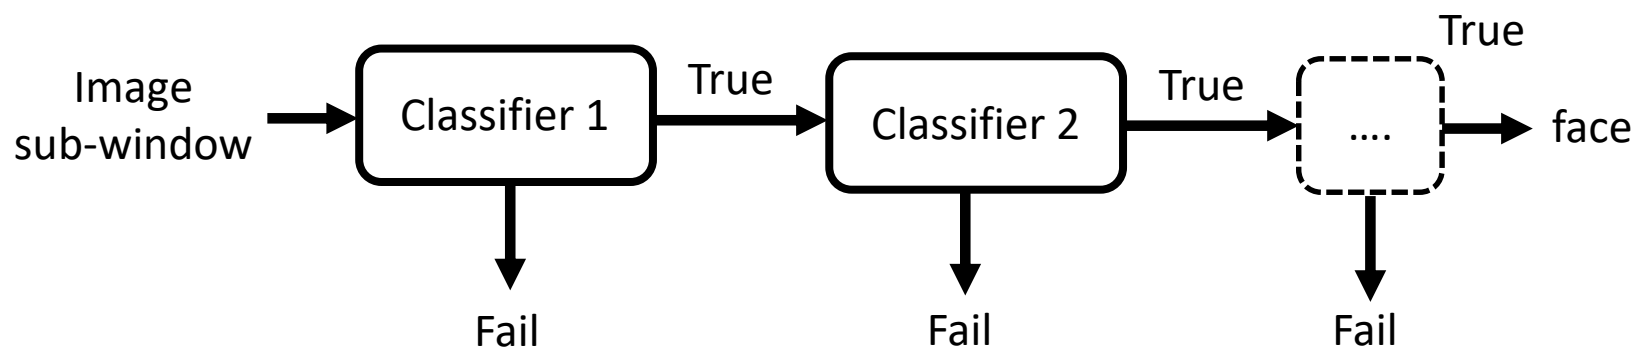 Image
sub-window
Classifier 1
True
Classifier 2
True
....
True
face
Fail
Fail
Fail